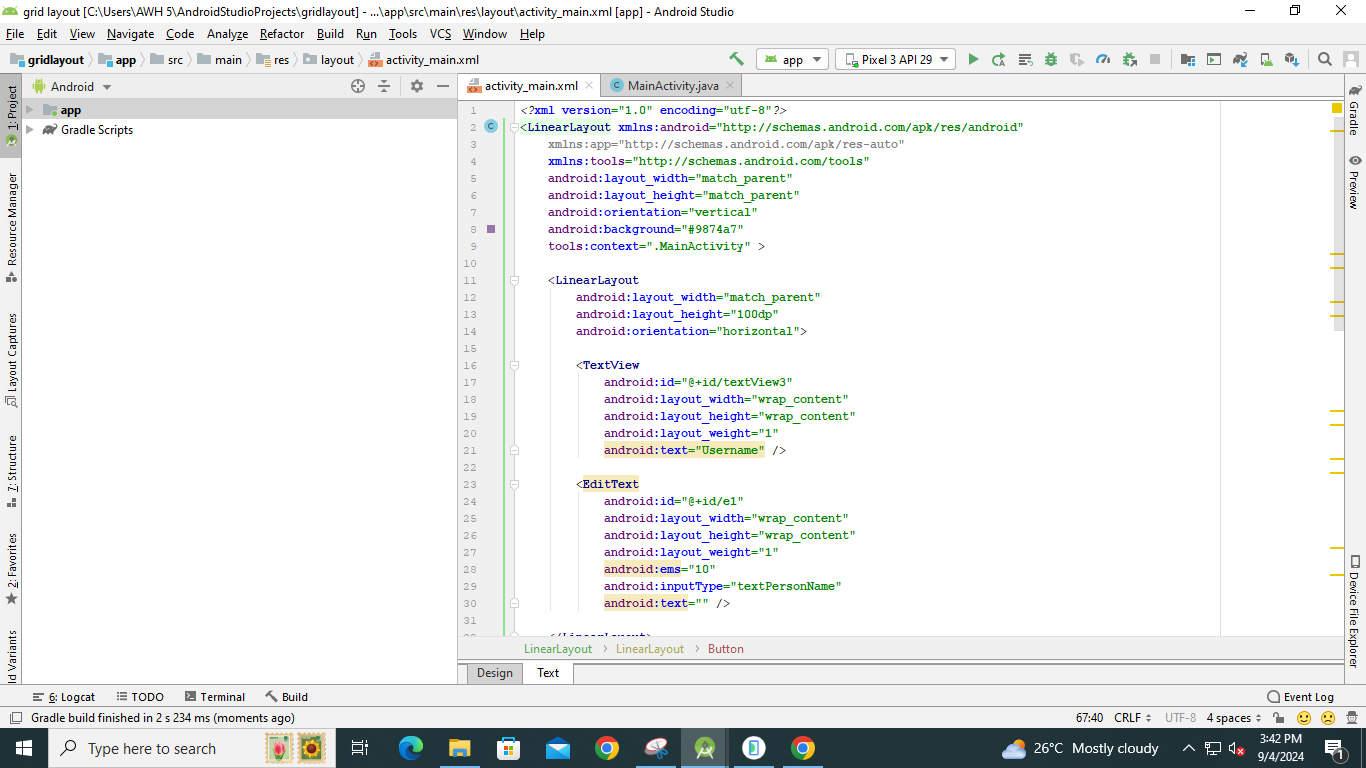 grid layout [C:\Users\AWH 5\AndroidStudioProjects\gridlayout] - ...\app\src\main\res\layout\activity_main.xml [app] - Android Studio
File Edit View Navigate Code Analyze Refactor Build Run Tools VCS Window Help
gridlayout app src main res layout activity_main.xml app Pixel 3 API 29
1: Project
Resource Manager
Layout Captures
7: Structure
2: Favorites
ld Variants
Android
app
Gradle Scripts
activity_main.xml MainActivity.java
1 <?xml version="1.0" encoding="utf-8"?>
2 <LinearLayout xmlns:android="http://schemas.android.com/apk/res/android"
3 xmlns:app="http://schemas.android.com/apk/res-auto"
4 xmlns:tools="http://schemas.android.com/tools"
5 android:layout_width="match_parent"
6 android:layout_height="match_parent"
7 android:orientation="vertical"
8 android:background="#9874a7"
9 tools:context=".MainActivity" >
10
11 <LinearLayout
12 android:layout_width="match_parent"
13 android:layout_height="100dp"
14 android:orientation="horizontal">
15
16 <TextView
17 android:id="@+id/textView3"
18 android:layout_width="wrap_content"
19 android:layout_height="wrap_content"
20 android:layout_weight="1"
21 android:text="Username" />
22
23 <EditText
24 android:id="@+id/e1"
25 android:layout_width="wrap_content"
26 android:layout_height="wrap_content"
27 android:layout_weight="1"
28 android:ems="10"
29 android:inputType="textPersonName"
30 android:text="" />
31
32 </LinearLayout>
LinearLayout LinearLayout Button
Design Text
Gradle
Preview
Device File Explorer
6: Logcat TODO Terminal Build Event Log
Gradle build finished in 2 s 234 ms (moments ago) 67:40 CRLF UTF-8 4 spaces
Type here to search 26°C Mostly cloudy 3:42 PM
9/4/2024 1